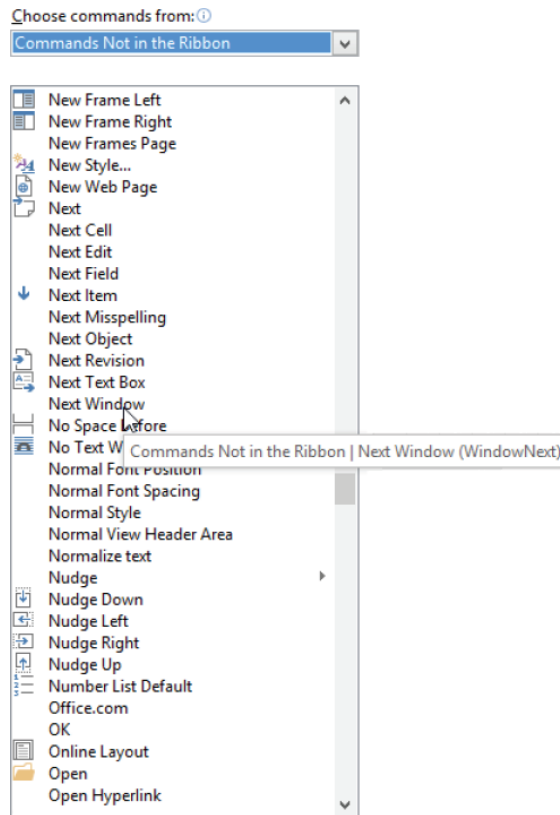 Choose commands from:
Commands Not in the Ribbon
New Frame Left
New Frame Right
New Frames Page
New Style...
New Web Page
Next
Next Cell
Next Edit
Next Field
Next Item
Next Misspelling
Next Object
Next Revision
Next Text Box
Next Window
No Space Before
No Text W
Commands Not in the Ribbon | Next Window (WindowNext)
Normal Font Position
Normal Font Spacing
Normal Style
Normal View Header Area
Normalize text
Nudge
Nudge Down
Nudge Left
Nudge Right
Nudge Up
Number List Default
Office.com
OK
Online Layout
Open
Open Hyperlink